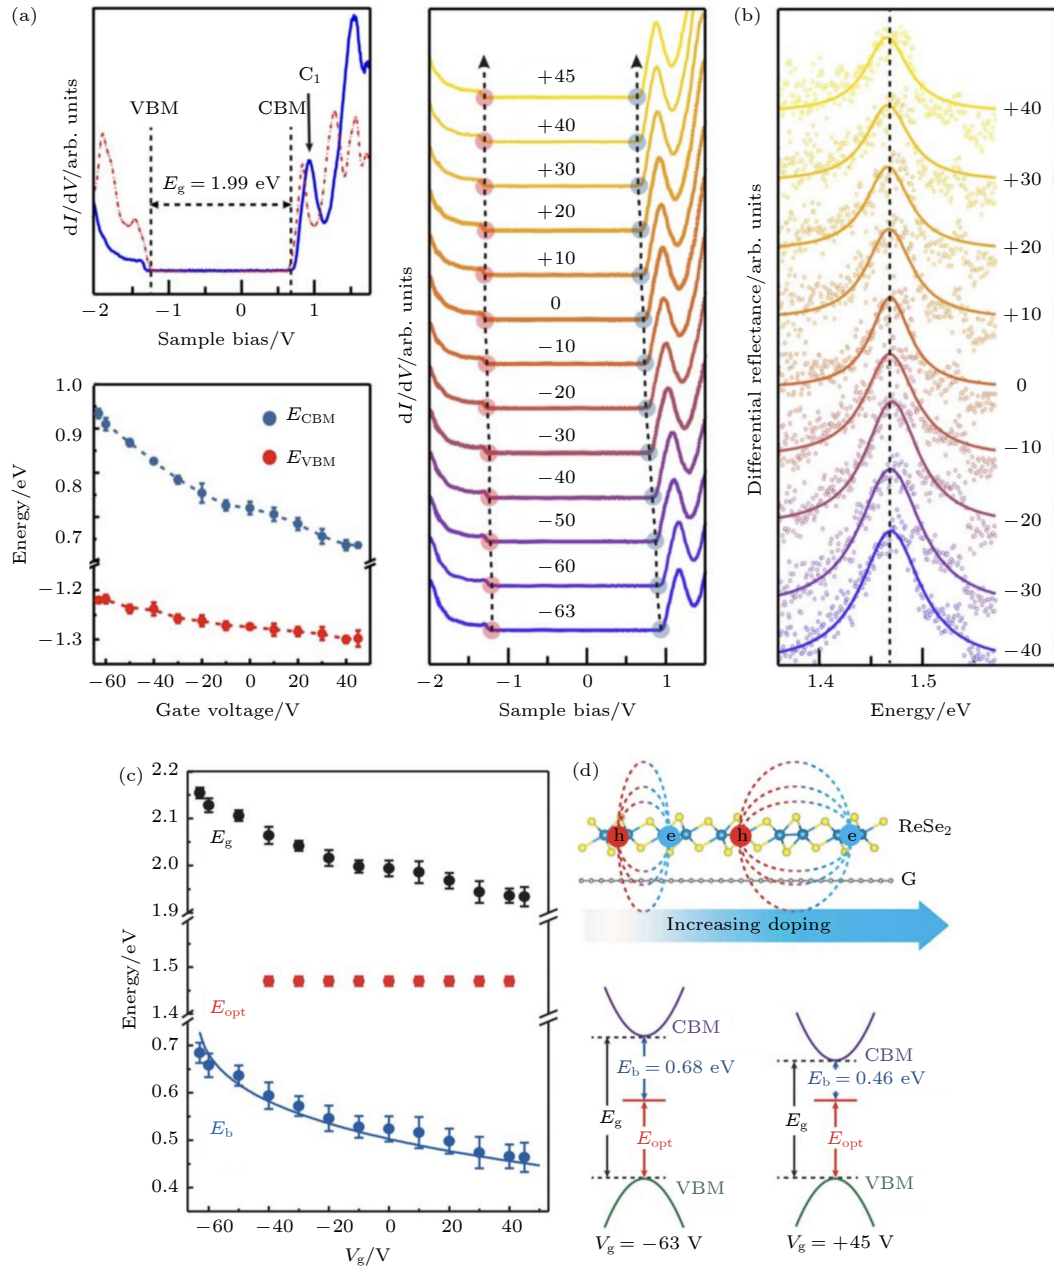 (a)
dI/dV/arb. units
VBM
CBM
C1
Eg = 1.99 eV
−2 −1 0 1
Sample bias/V
Energy/eV
1.0
0.9
0.8
0.7
−1.2
−1.3
ECBM
EVBM
−60 −40 −20 0 20 40
Gate voltage/V
dI/dV/arb. units
+45
+40
+30
+20
+10
0
−10
−20
−30
−40
−50
−60
−63
−2 −1 0 1
Sample bias/V
(b)
Differential reflectance/arb. units
+40
+30
+20
+10
0
−10
−20
−30
−40
1.4 1.5
Energy/eV
(c)
Energy/eV
2.2
2.1
2.0
1.9
1.5
1.4
0.7
0.6
0.5
0.4
Eg
Eopt
Eb
−60 −40 −20 0 20 40
Vg/V
(d)
h e h e
ReSe2
G
Increasing doping
CBM
Eb = 0.68 eV
Eg
Eopt
VBM
Vg = −63 V
CBM
Eb = 0.46 eV
Eg
Eopt
VBM
Vg = +45 V